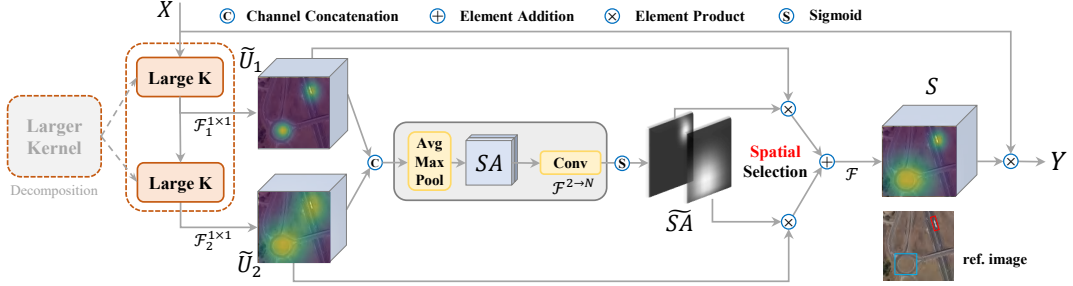 X
C Channel Concatenation
+ Element Addition
× Element Product
S Sigmoid
Larger
Kernel
Decomposition
Large K
Large K
ℱ₁^{1×1}
ℱ₂^{1×1}
Ũ₁
Ũ₂
C
Avg
Max
Pool
SA
Conv
ℱ^{2→N}
S
S͠A
×
Spatial
Selection
×
+
ℱ
S
×
Y
ref. image